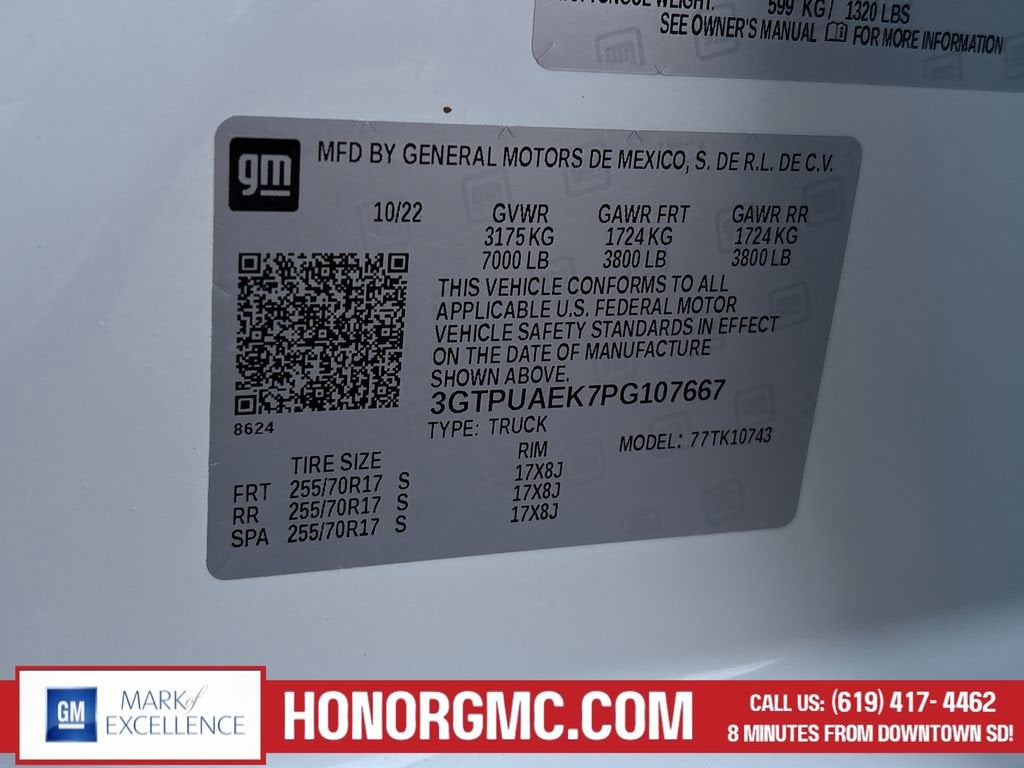 599 KG/ 1320 LBS
SEE OWNER'S MANUAL FOR MORE INFORMATION
gm
MFD BY GENERAL MOTORS DE MEXICO, S. DE R.L. DE C.V.
10/22 GVWR GAWR FRT GAWR RR
3175 KG 1724 KG 1724 KG
7000 LB 3800 LB 3800 LB
THIS VEHICLE CONFORMS TO ALL
APPLICABLE U.S. FEDERAL MOTOR
VEHICLE SAFETY STANDARDS IN EFFECT
ON THE DATE OF MANUFACTURE
SHOWN ABOVE.
3GTPUAEK7PG107667
8624
TYPE: TRUCK MODEL: 77TK10743
TIRE SIZE RIM
FRT 255/70R17 S 17X8J
RR 255/70R17 S 17X8J
SPA 255/70R17 S 17X8J
GM MARK of EXCELLENCE
HONORGMC.COM
CALL US: (619) 417- 4462
8 MINUTES FROM DOWNTOWN SD!